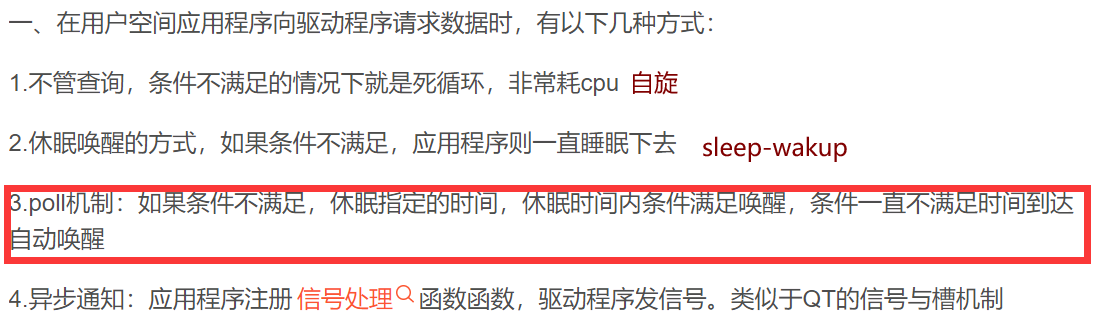 一、在用户空间应用程序向驱动程序请求数据时，有以下几种方式：
1.不管查询，条件不满足的情况下就是死循环，非常耗cpu 自旋
2.休眠唤醒的方式，如果条件不满足，应用程序则一直睡眠下去 sleep-wakup
3.poll机制：如果条件不满足，休眠指定的时间，休眠时间内条件满足唤醒，条件一直不满足时间到达
自动唤醒
4.异步通知：应用程序注册信号处理函数函数，驱动程序发信号。类似于QT的信号与槽机制